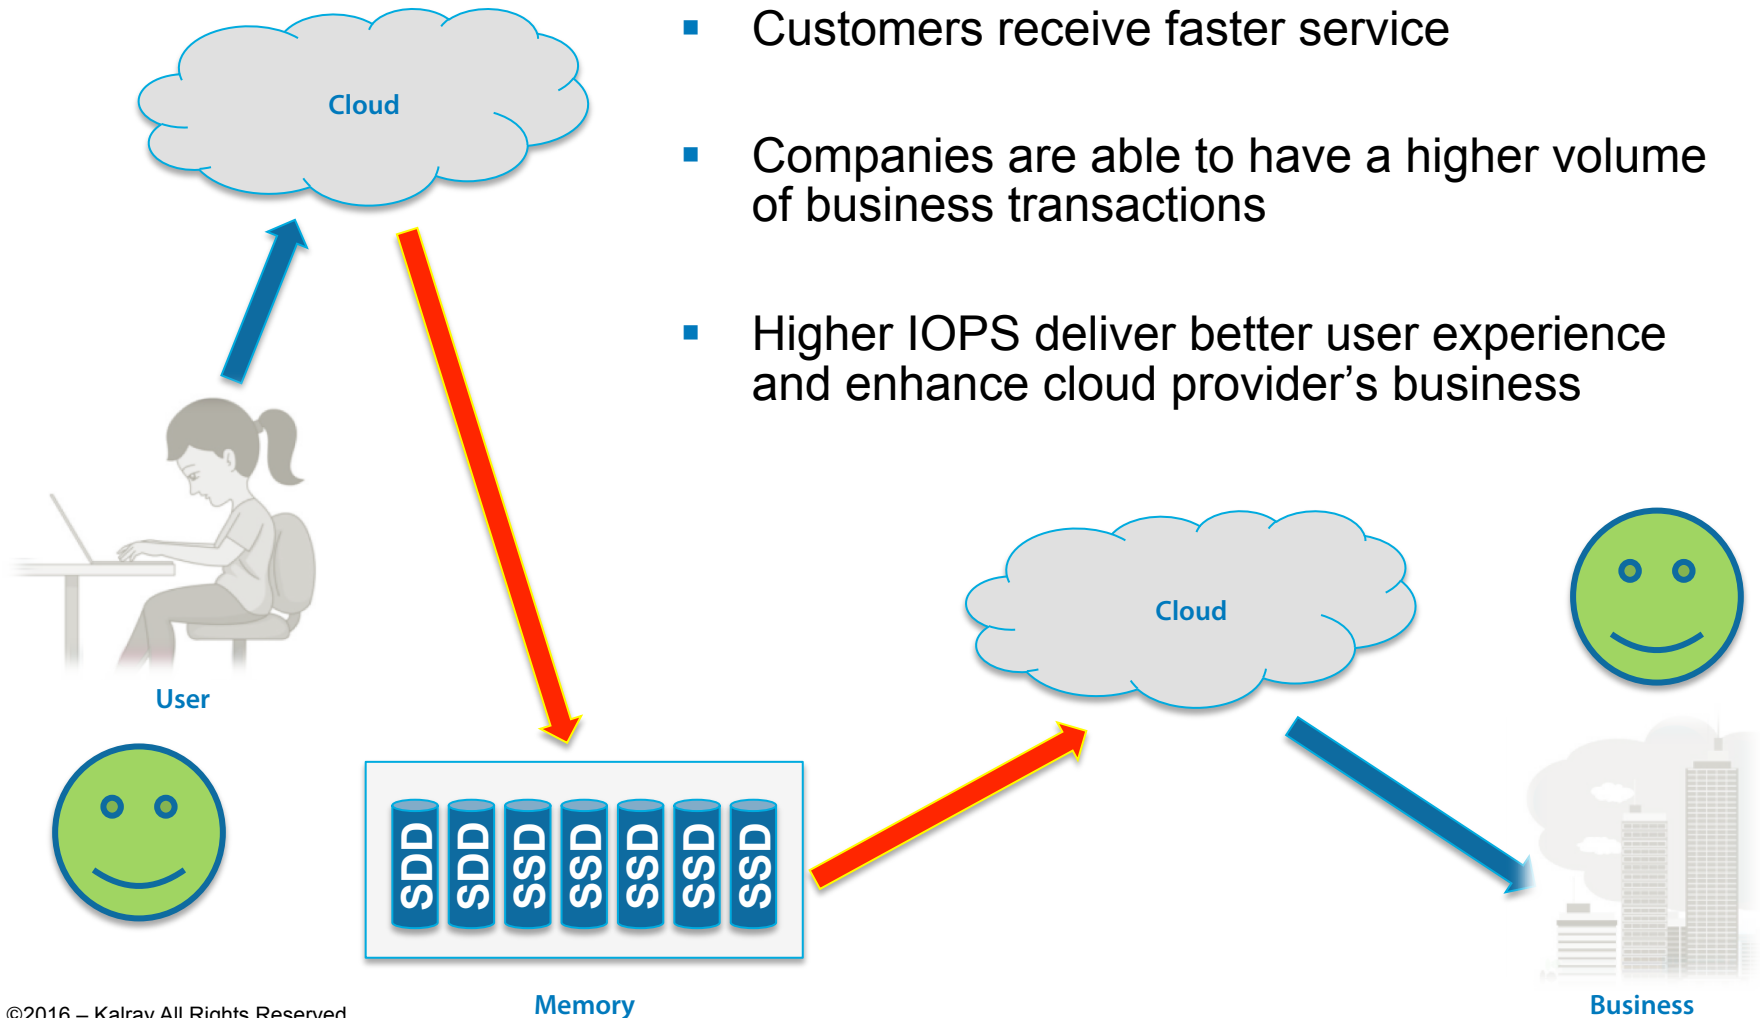 Customers receive faster service
Companies are able to have a higher volume
of business transactions
Higher IOPS deliver better user experience
and enhance cloud provider’s business
Cloud
User
Cloud
SDD
SDD
SSD
SSD
SSD
SSD
SSD
Memory
Business
©2016 – Kalray All Rights Reserved